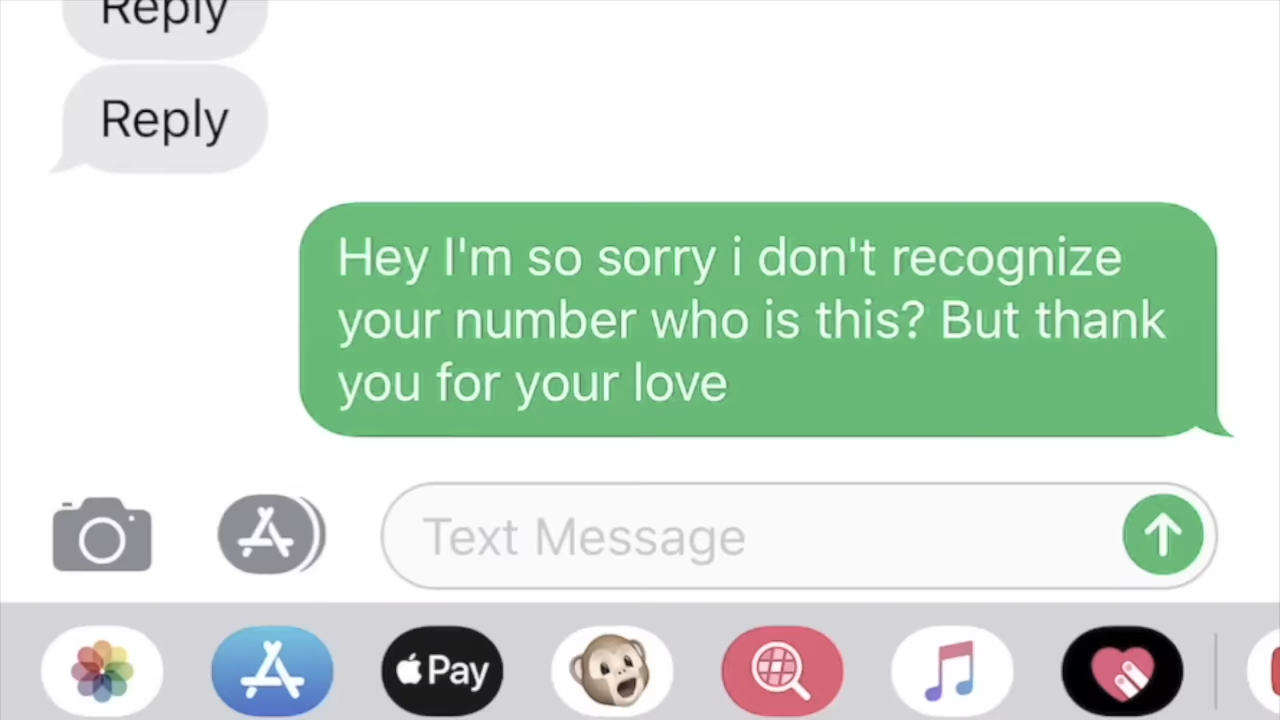 Reply
Reply
Hey I'm so sorry i don't recognize
your number who is this? But thank
you for your love
Text Message
Pay